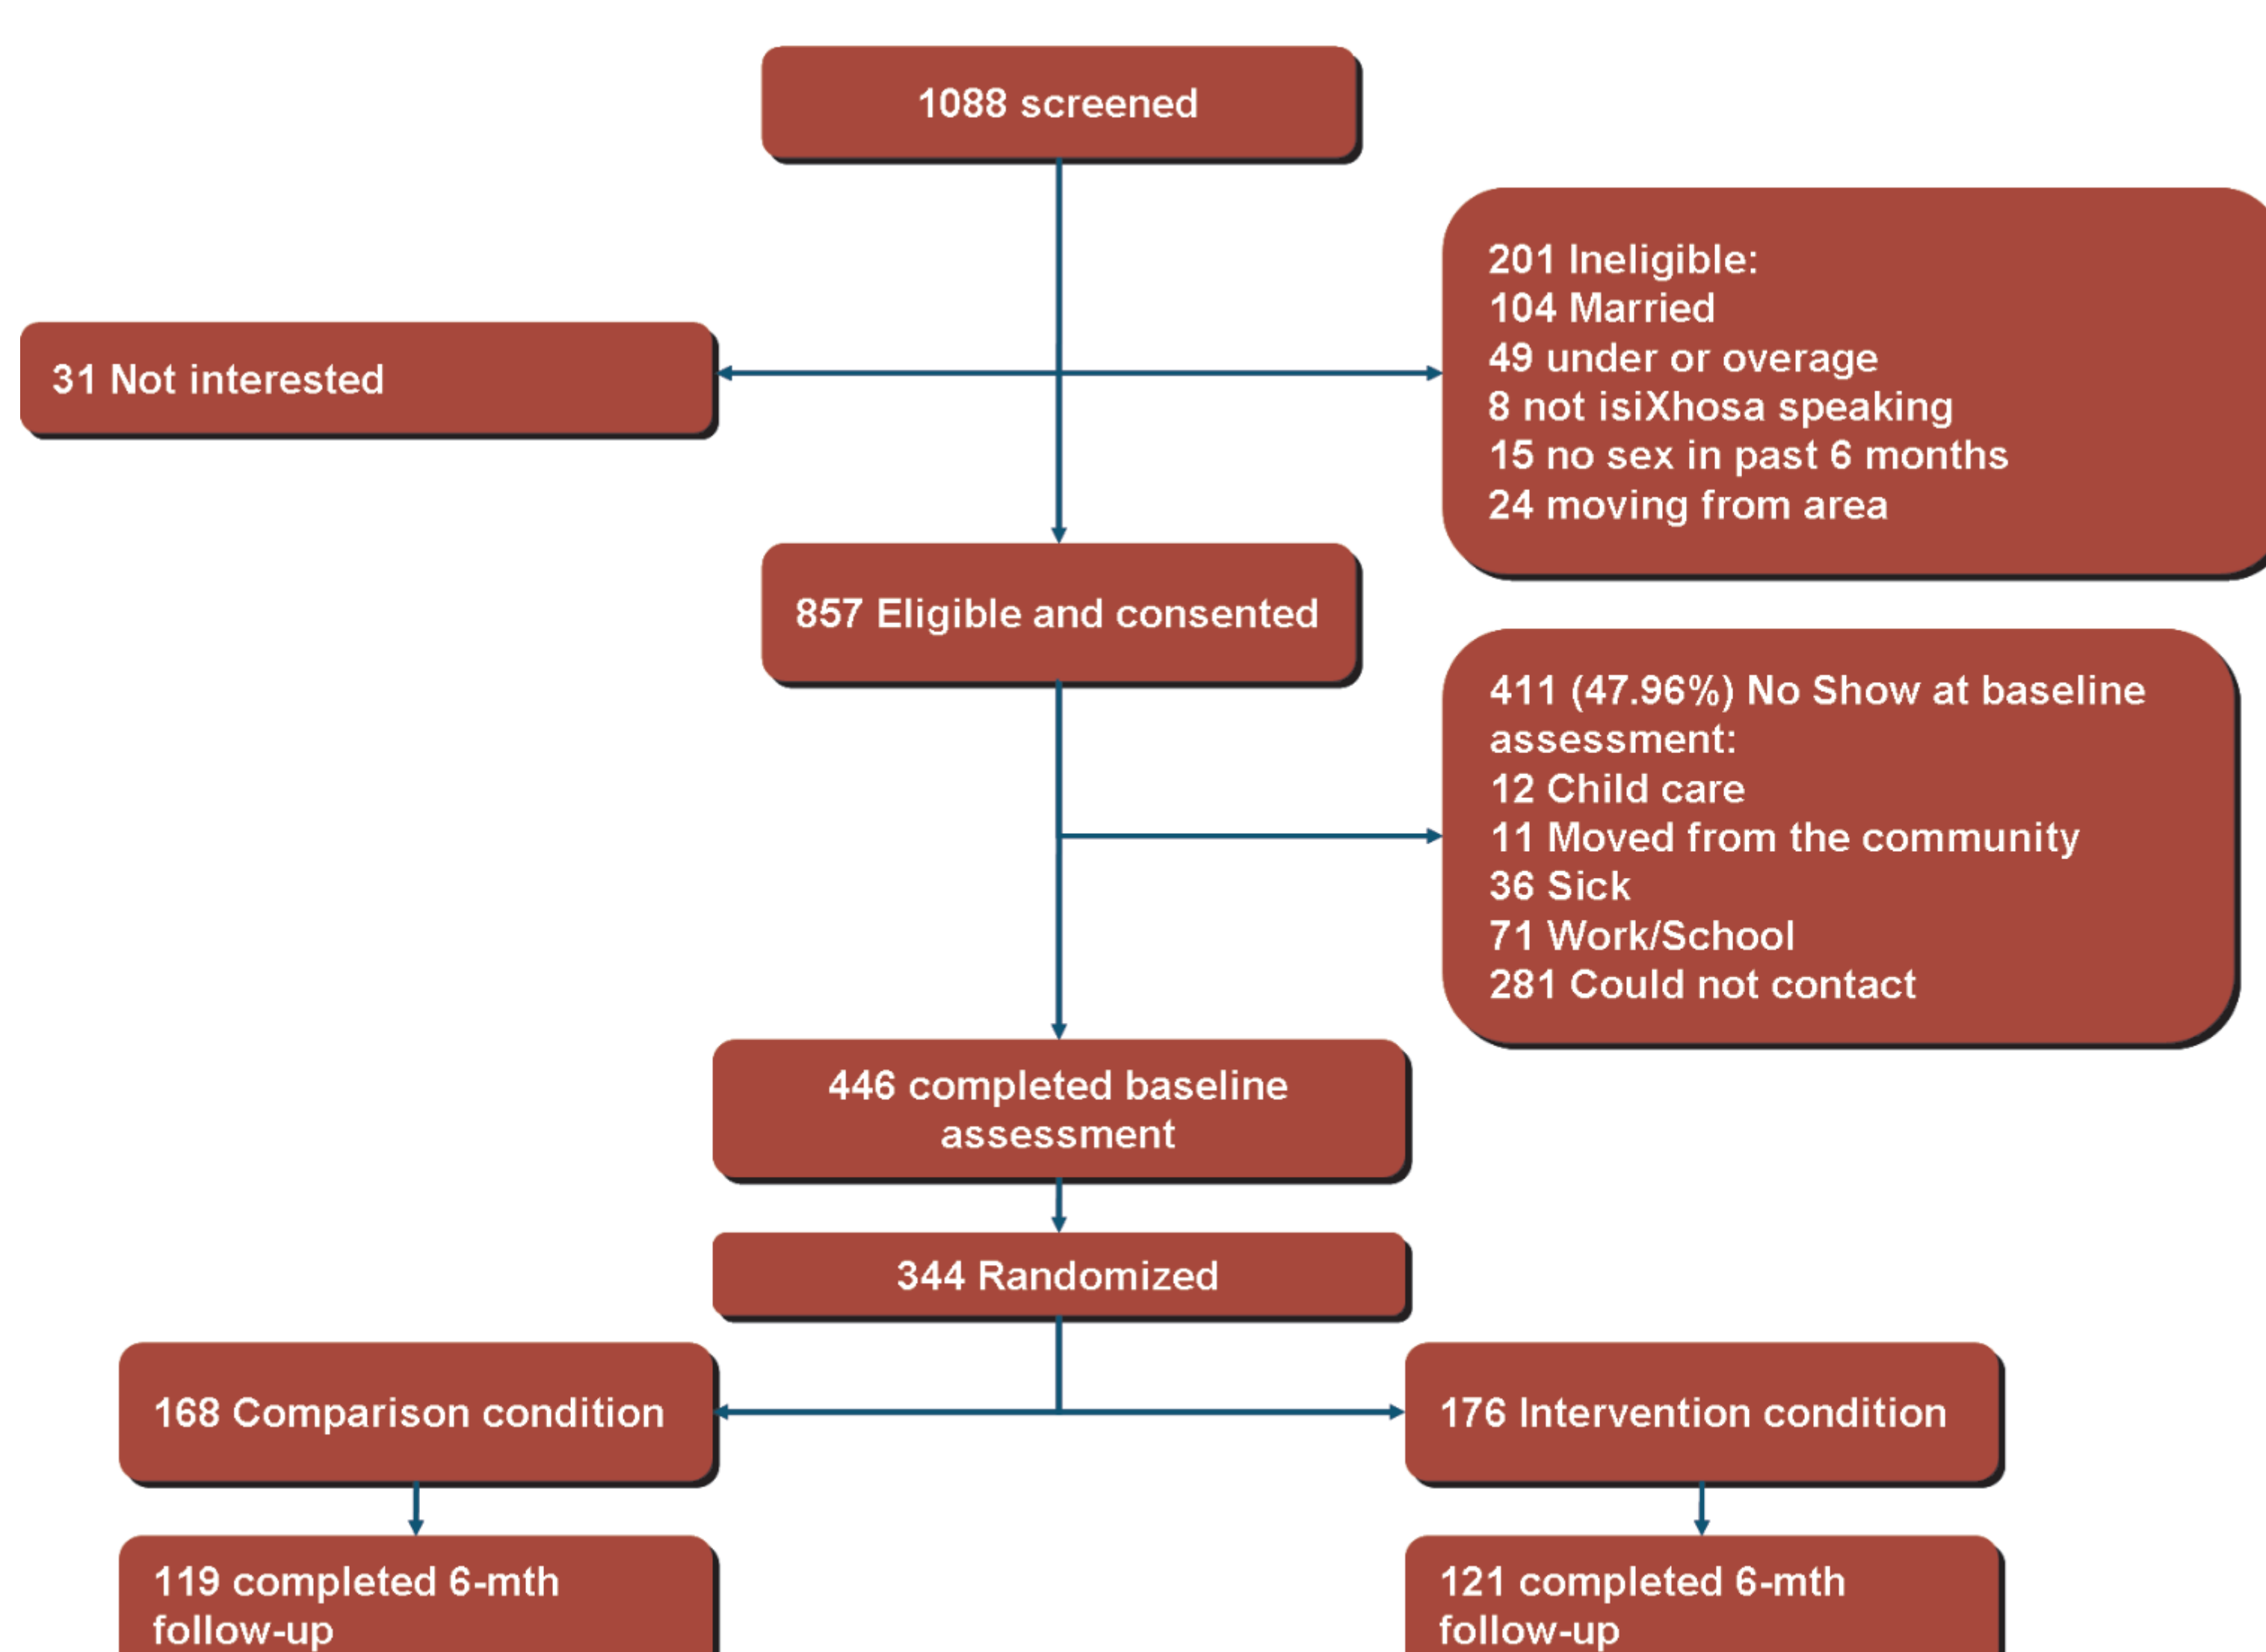 1088 screened
31 Not interested
201 Ineligible:
104 Married
49 under or overage
8 not isiXhosa speaking
15 no sex in past 6 months
24 moving from area
857 Eligible and consented
411 (47.96%) No Show at baseline
assessment:
12 Child care
11 Moved from the community
36 Sick
71 Work/School
281 Could not contact
446 completed baseline
assessment
344 Randomized
168 Comparison condition
176 Intervention condition
119 completed 6-mth
follow-up
121 completed 6-mth
follow-up